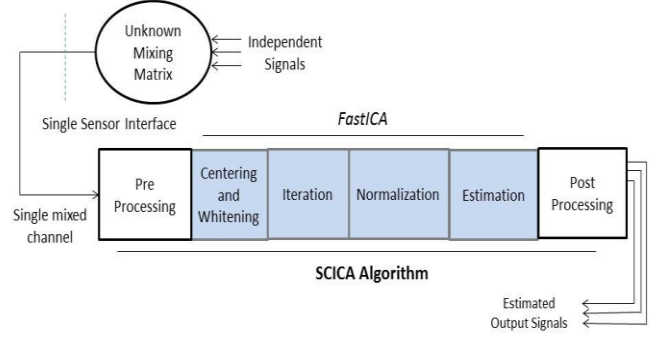 Unknown
Mixing
Matrix
Independent
Signals
Single Sensor Interface
FastICA
Single mixed
channel
Pre
Processing
Centering
and
Whitening
Iteration
Normalization
Estimation
Post
Processing
SCICA Algorithm
Estimated
Output Signals